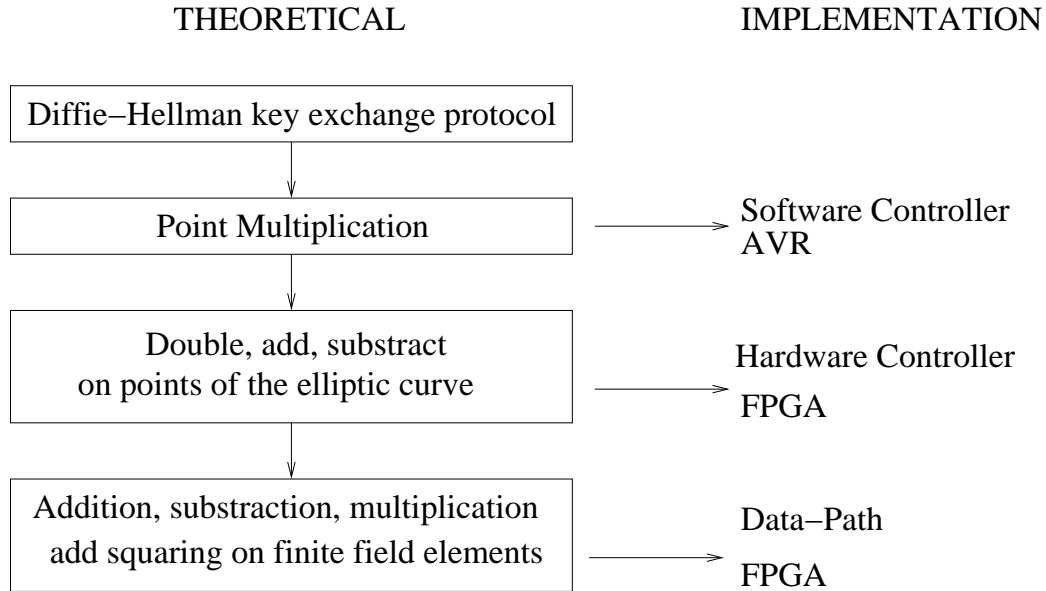 THEORETICAL
IMPLEMENTATION
Diffie−Hellman key exchange protocol
Point Multiplication
Software Controller
AVR
Double, add, substract
on points of the elliptic curve
Hardware Controller
FPGA
Addition, substraction, multiplication
add squaring on finite field elements
Data−Path
FPGA